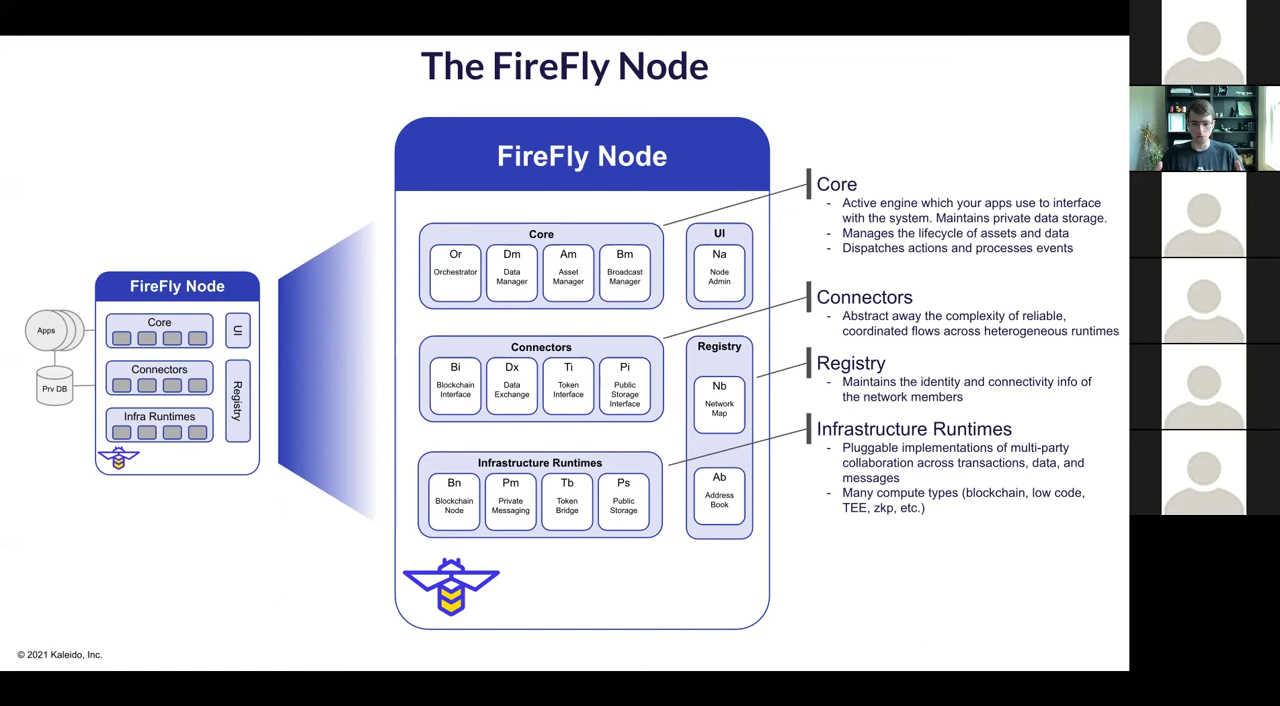 The FireFly Node
FireFly Node
Core
Connectors
Infra Runtimes
UI
Registry
Apps
Prv DB
FireFly Node
Core
Or
Orchestrator
Dm
Data
Manager
Am
Asset
Manager
Bm
Broadcast
Manager
UI
Na
Node
Admin
Connectors
Bi
Blockchain
Interface
Dx
Data
Exchange
Ti
Token
Interface
Pi
Public
Storage
Interface
Registry
Nb
Network
Map
Ab
Address
Book
Infrastructure Runtimes
Bn
Blockchain
Node
Pm
Private
Messaging
Tb
Token
Bridge
Ps
Public
Storage
Core
- Active engine which your apps use to interface
with the system. Maintains private data storage.
- Manages the lifecycle of assets and data
- Dispatches actions and processes events
Connectors
- Abstract away the complexity of reliable,
coordinated flows across heterogeneous runtimes
Registry
- Maintains the identity and connectivity info of
the network members
Infrastructure Runtimes
- Pluggable implementations of multi-party
collaboration across transactions, data, and
messages
- Many compute types (blockchain, low code,
TEE, zkp, etc.)
© 2021 Kaleido, Inc.